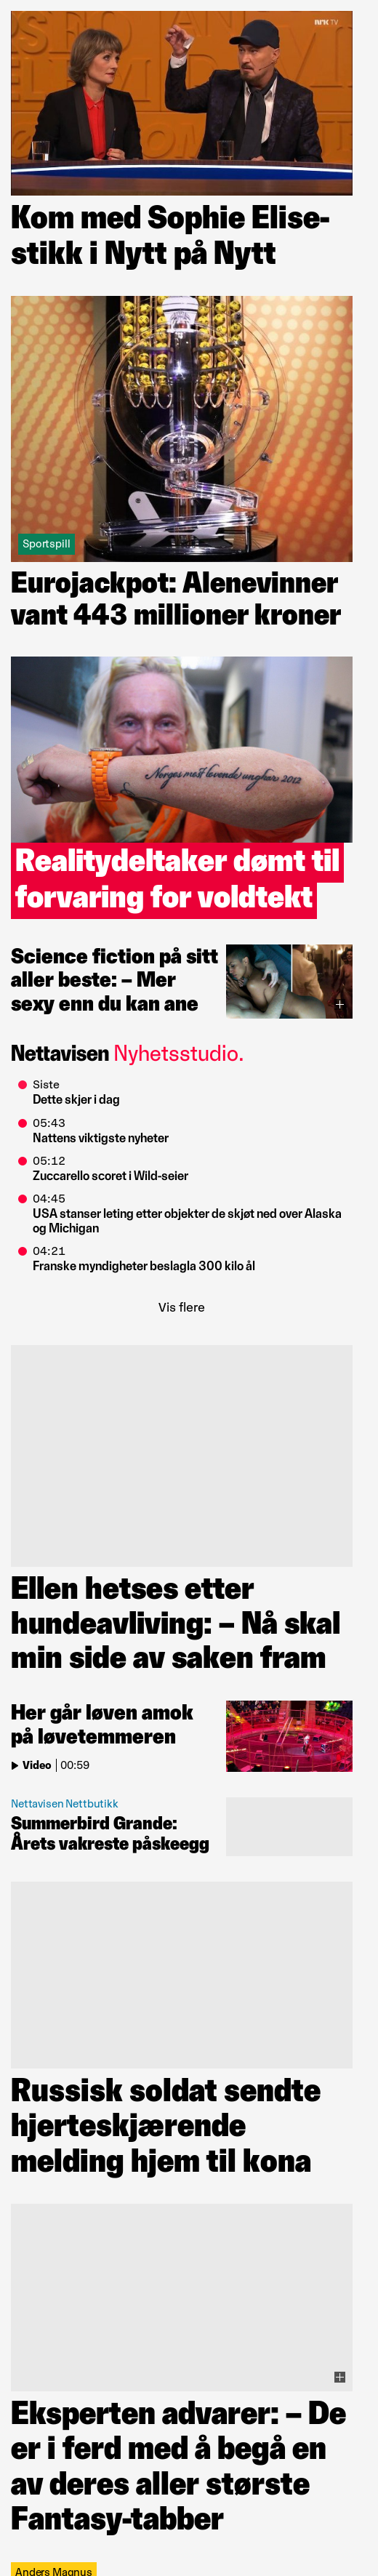 NRK TV
Kom med Sophie Elise-
stikk i Nytt på Nytt
Sportspill
Eurojackpot: Alenevinner
vant 443 millioner kroner
Norges mest levende ungkar 2012
Realitydeltaker dømt til
forvaring for voldtekt
Science fiction på sitt
aller beste: – Mer
sexy enn du kan ane
Nettavisen Nyhetsstudio.
Siste
Dette skjer i dag
05:43
Nattens viktigste nyheter
05:12
Zuccarello scoret i Wild-seier
04:45
USA stanser leting etter objekter de skjøt ned over Alaska
og Michigan
04:21
Franske myndigheter beslagla 300 kilo ål
Vis flere
Ellen hetses etter
hundeavliving: – Nå skal
min side av saken fram
Her går løven amok
på løvetemmeren
Video | 00:59
Nettavisen Nettbutikk
Summerbird Grande:
Årets vakreste påskeegg
Russisk soldat sendte
hjerteskjærende
melding hjem til kona
Eksperten advarer: – De
er i ferd med å begå en
av deres aller største
Fantasy-tabber
Anders Magnus